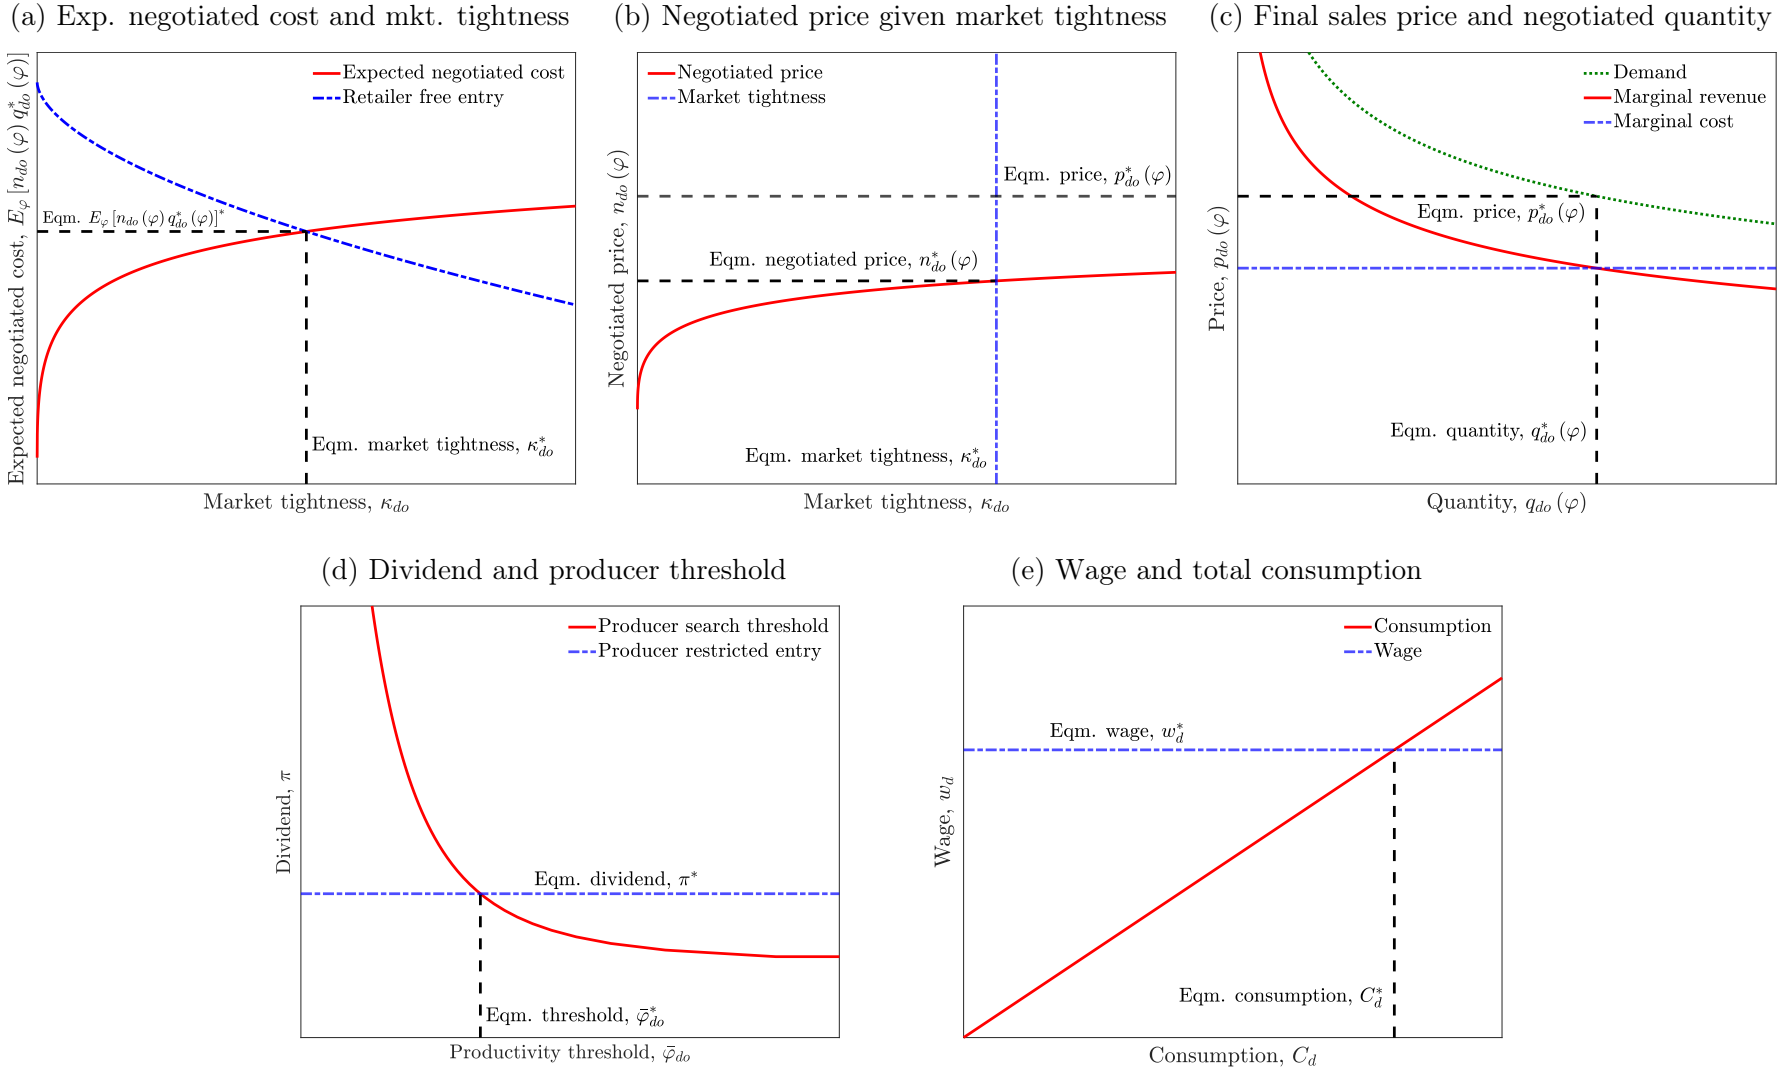 (a) Exp. negotiated cost and mkt. tightness
Expected negotiated cost, E_φ [n_do (φ) q*_do (φ)]
Expected negotiated cost
Retailer free entry
Eqm. E_φ [n_do (φ) q*_do (φ)]*
Eqm. market tightness, κ*_do
Market tightness, κ_do
(b) Negotiated price given market tightness
Negotiated price, n_do (φ)
Negotiated price
Market tightness
Eqm. price, p*_do (φ)
Eqm. negotiated price, n*_do (φ)
Eqm. market tightness, κ*_do
Market tightness, κ_do
(c) Final sales price and negotiated quantity
Price, p_do (φ)
Demand
Marginal revenue
Marginal cost
Eqm. price, p*_do (φ)
Eqm. quantity, q*_do (φ)
Quantity, q_do (φ)
(d) Dividend and producer threshold
Dividend, π
Producer search threshold
Producer restricted entry
Eqm. dividend, π*
Eqm. threshold, φ̄*_do
Productivity threshold, φ̄_do
(e) Wage and total consumption
Wage, w_d
Consumption
Wage
Eqm. wage, w*_d
Eqm. consumption, C*_d
Consumption, C_d